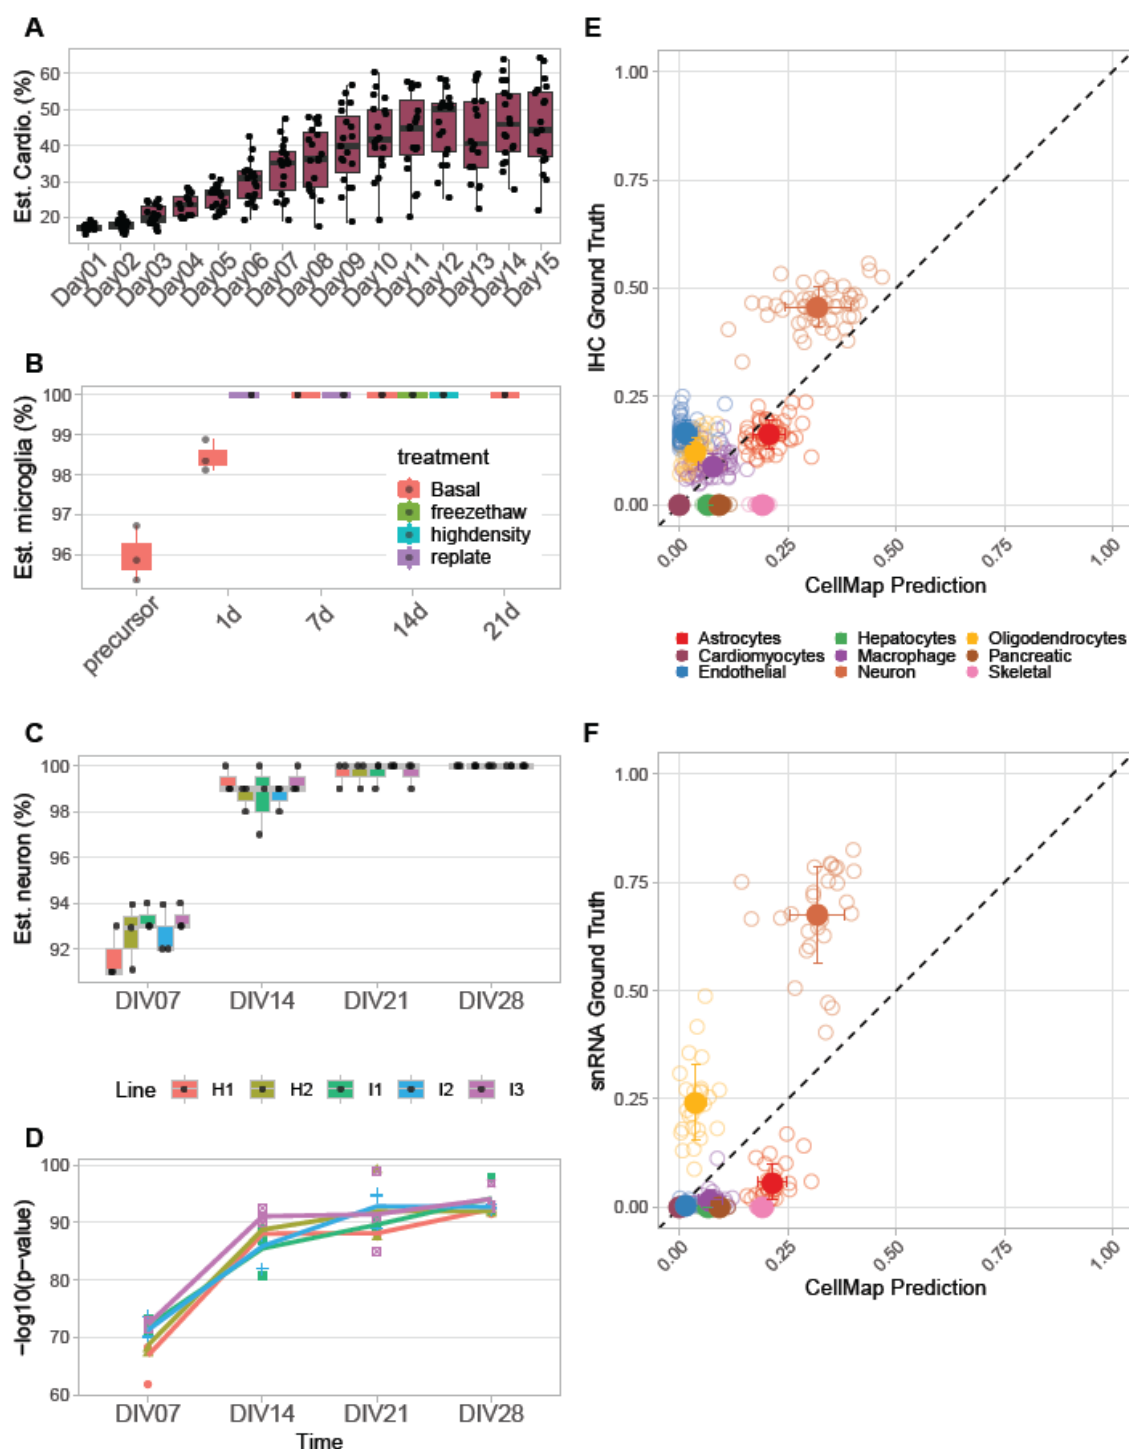 A
Est. Cardio. (%)
60
50
40
30
20
Day01
Day02
Day03
Day04
Day05
Day06
Day07
Day08
Day09
Day10
Day11
Day12
Day13
Day14
Day15
B
Est. microglia (%)
100
99
98
97
96
treatment
Basal
freezethaw
highdensity
replate
precursor
1d
7d
14d
21d
C
Est. neuron (%)
100
98
96
94
92
DIV07
DIV14
DIV21
DIV28
Line
H1
H2
I1
I2
I3
D
−log10(p−value)
100
90
80
70
60
DIV07
DIV14
DIV21
DIV28
Time
E
IHC Ground Truth
1.00
0.75
0.50
0.25
0.00
0.00
0.25
0.50
0.75
1.00
CellMap Prediction
Astrocytes
Hepatocytes
Oligodendrocytes
Cardiomyocytes
Macrophage
Pancreatic
Endothelial
Neuron
Skeletal
F
snRNA Ground Truth
1.00
0.75
0.50
0.25
0.00
0.00
0.25
0.50
0.75
1.00
CellMap Prediction